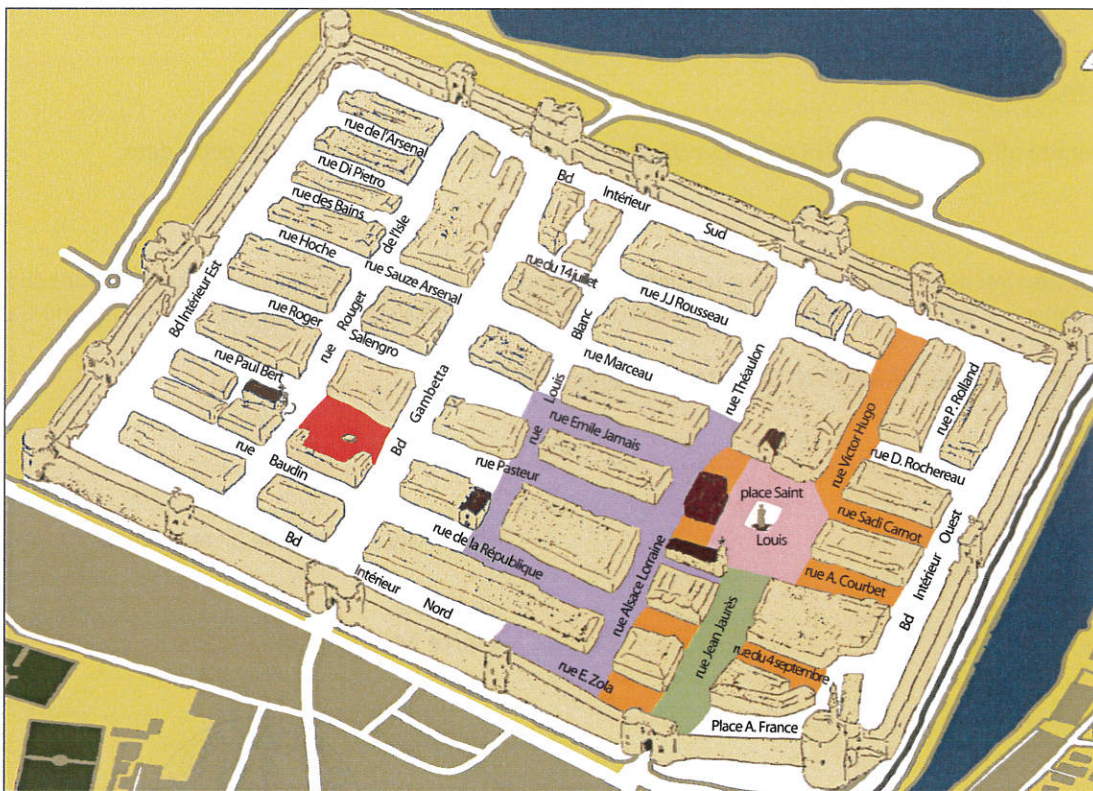 rue de l'Arsenal
rue Di Pietro
rue des Bains
rue Hoche
rue Roger
Salengro
rue Paul Bert
Bd Intérieur Est
rue Rouget
de l'Isle
rue Sauze Arsenal
Bd Intérieur Sud
rue du 14 juillet
rue J.J Rousseau
rue Marceau
rue Louis
Blanc
Bd Gambetta
rue Emile Jamais
rue Théaulon
rue Pasteur
rue Baudin
rue de la République
Bd Intérieur Nord
rue Alsace Lorraine
rue E. Zola
place Saint
Louis
rue Victor Hugo
rue P. Rolland
rue D. Rochereau
rue Sadi Carnot
rue A. Courbet
Bd Intérieur Ouest
rue Jean Jaurès
rue du 4 septembre
Place A. France